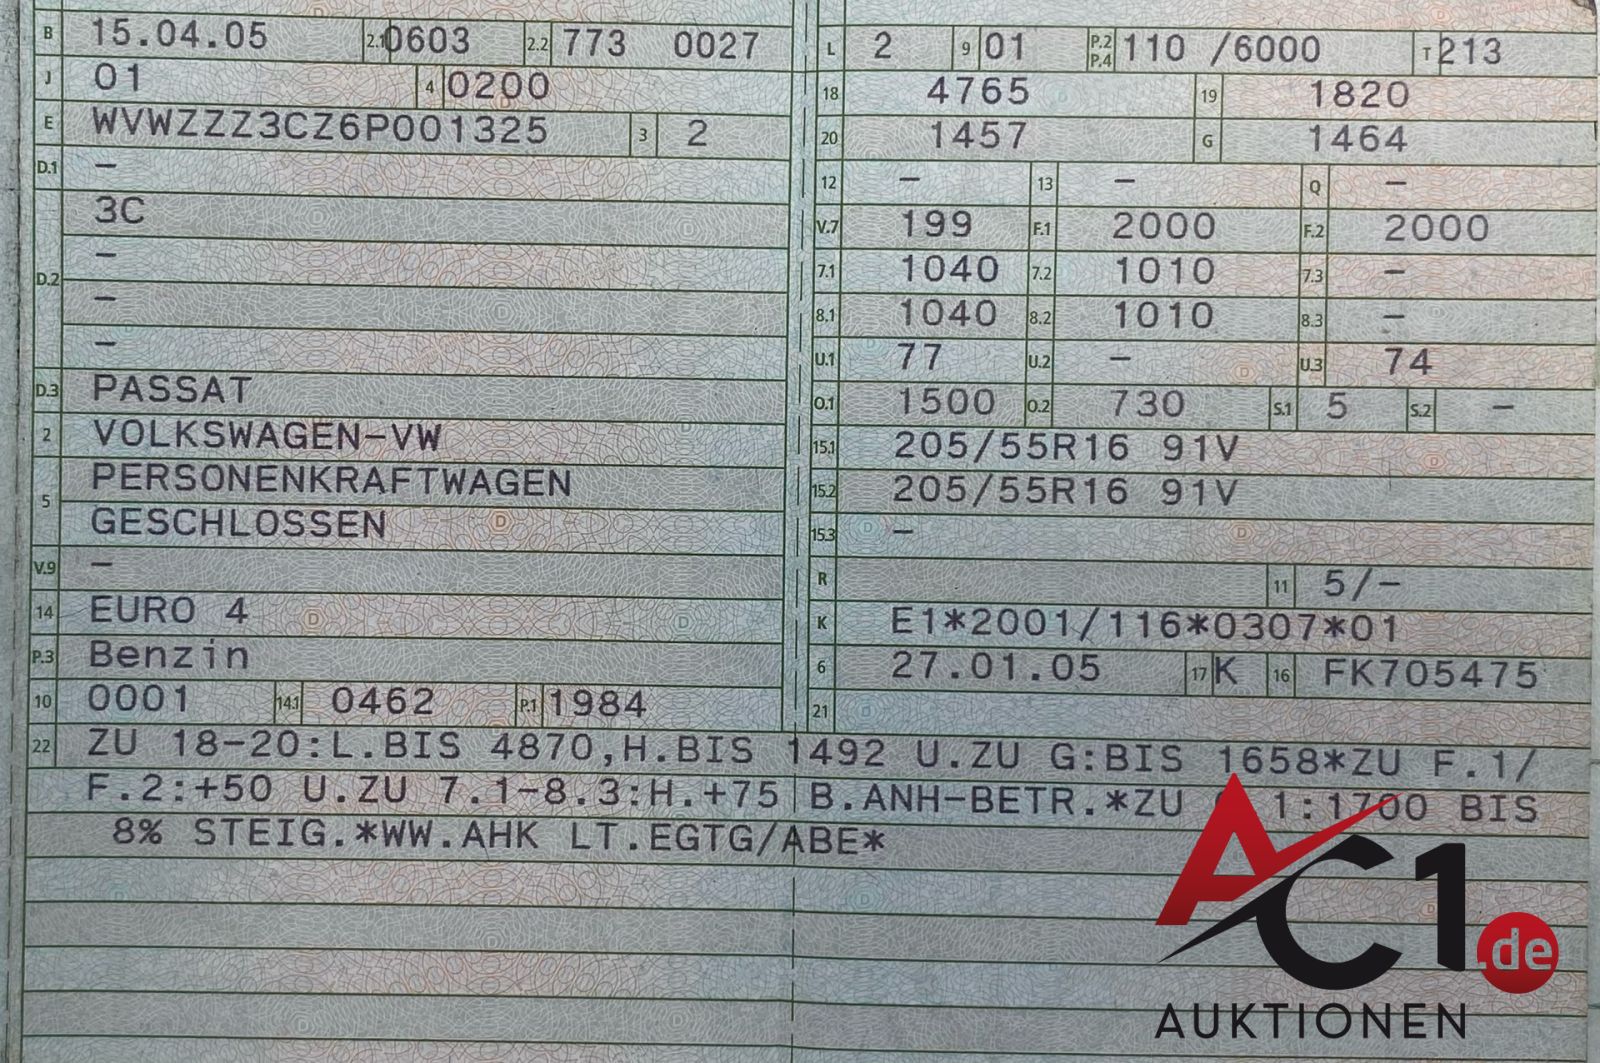 B 15.04.05 2.1 0603 2.2 773 0027
J 01 4 0200
E WVWZZZ3CZ6P001325 3 2
D.1 –
3C
–
D.2
–
–
D.3 PASSAT
2 VOLKSWAGEN-VW
PERSONENKRAFTWAGEN
5
GESCHLOSSEN
V.9 –
14 EURO 4
P.3 Benzin
10 0001 14.1 0462 P.1 1984
L 2 9 01 P.2 P.4 110 /6000 T 213
18 4765 19 1820
20 1457 G 1464
12 – 13 – Q –
V.7 199 F.1 2000 F.2 2000
7.1 1040 7.2 1010 7.3 –
8.1 1040 8.2 1010 8.3 –
U.1 77 U.2 – U.3 74
O.1 1500 O.2 730 S.1 5 S.2 –
15.1 205/55R16 91V
15.2 205/55R16 91V
15.3 –
R 11 5/–
K E1*2001/116*0307*01
6 27.01.05 17 K 16 FK705475
21
22 ZU 18-20:L.BIS 4870,H.BIS 1492 U.ZU G:BIS 1658*ZU F.1/
F.2:+50 U.ZU 7.1-8.3:H.+75 B.ANH-BETR.*ZU 1:1700 BIS
8% STEIG.*WW.AHK LT.EGTG/ABE*
AC1.de
AUKTIONEN